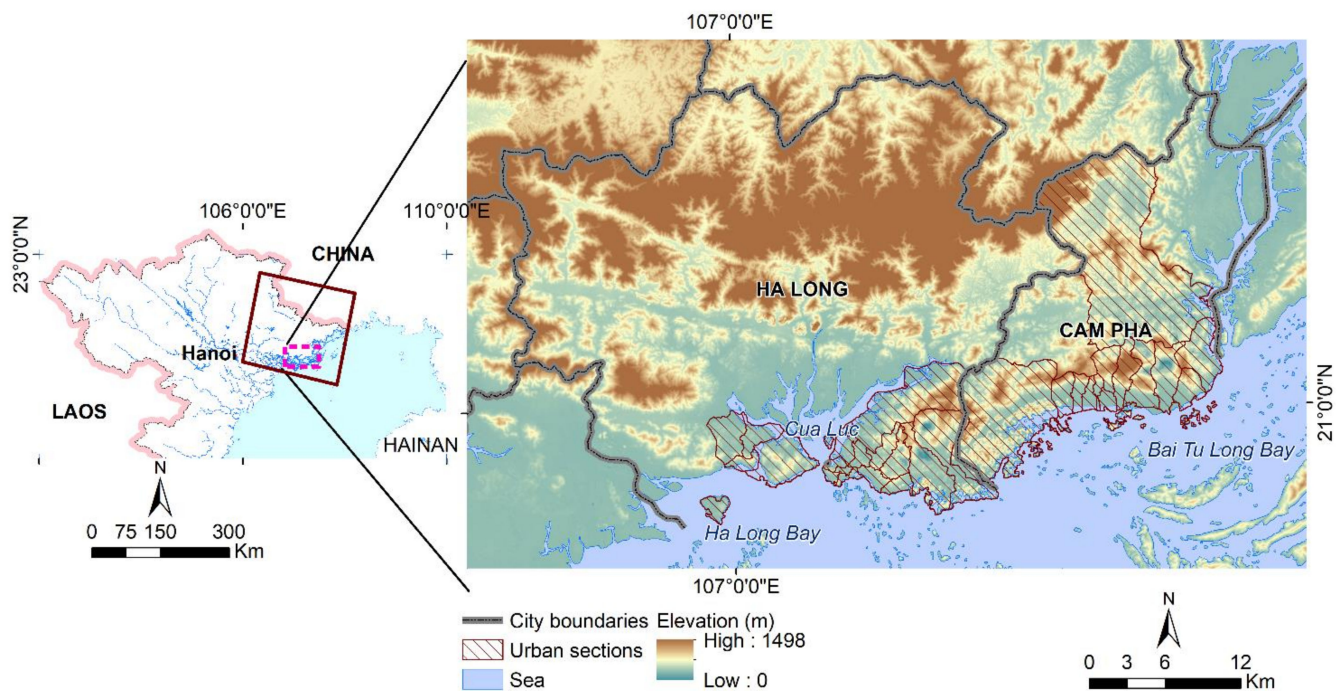 107°0'0"E
106°0'0"E
110°0'0"E
23°0'0"N
CHINA
Hanoi
LAOS
HAINAN
N
0 75 150 300
Km
HA LONG
CAM PHA
Cua Luc
Bai Tu Long Bay
Ha Long Bay
21°0'0"N
107°0'0"E
City boundaries
Urban sections
Sea
Elevation (m)
High : 1498
Low : 0
N
0 3 6 12
Km